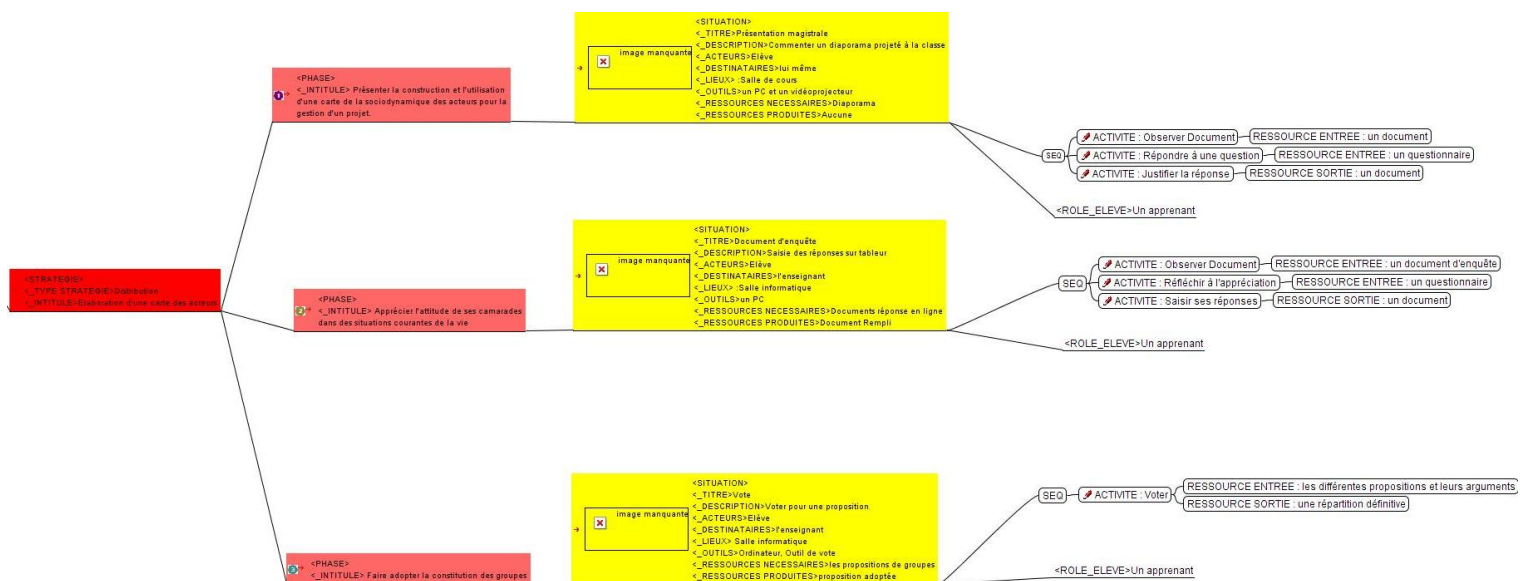 <STRATEGIE>
<_TYPE STRATEGIE>Distribution
<_INTITULE>Elaboration d'une carte des acteurs
1
<PHASE>
<_INTITULE> Présenter la construction et l'utilisation
d'une carte de la sociodynamique des acteurs pour la
gestion d'un projet.
image manquante
<SITUATION>
<_TITRE>Présentation magistrale
<_DESCRIPTION>Commenter un diaporama projeté à la classe
<_ACTEURS>Elève
<_DESTINATAIRES>lui même
<_LIEUX> :Salle de cours
<_OUTILS>un PC et un vidéoprojecteur
<_RESSOURCES NECESSAIRES>Diaporama
<_RESSOURCES PRODUITES>Aucune
SEQ
ACTIVITE : Observer Document
RESSOURCE ENTREE : un document
ACTIVITE : Répondre à une question
RESSOURCE ENTREE : un questionnaire
ACTIVITE : Justifier la réponse
RESSOURCE SORTIE : un document
<ROLE_ELEVE>Un apprenant
2
<PHASE>
<_INTITULE> Apprécier l'attitude de ses camarades
dans des situations courantes de la vie
image manquante
<SITUATION>
<_TITRE>Document d'enquête
<_DESCRIPTION>Saisie des réponses sur tableur
<_ACTEURS>Elève
<_DESTINATAIRES>l'enseignant
<_LIEUX> :Salle informatique
<_OUTILS>un PC
<_RESSOURCES NECESSAIRES>Documents réponse en ligne
<_RESSOURCES PRODUITES>Document Rempli
SEQ
ACTIVITE : Observer Document
RESSOURCE ENTREE : un document d'enquête
ACTIVITE : Réfléchir à l'appréciation
RESSOURCE ENTREE : un questionnaire
ACTIVITE : Saisir ses réponses
RESSOURCE SORTIE : un document
<ROLE_ELEVE>Un apprenant
3
<PHASE>
<_INTITULE> Faire adopter la constitution des groupes
image manquante
<SITUATION>
<_TITRE>Vote
<_DESCRIPTION>Voter pour une proposition
<_ACTEURS>Elève
<_DESTINATAIRES>l'enseignant
<_LIEUX> Salle informatique
<_OUTILS>Ordinateur, Outil de vote
<_RESSOURCES NECESSAIRES>les propositions de groupes
<_RESSOURCES PRODUITES>proposition adoptée
SEQ
ACTIVITE : Voter
RESSOURCE ENTREE : les différentes propositions et leurs arguments
RESSOURCE SORTIE : une répartition définitive
<ROLE_ELEVE>Un apprenant